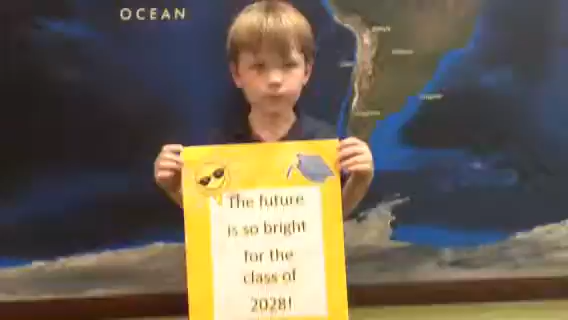 OCEAN
The future
is so bright
for the
class of
2028!